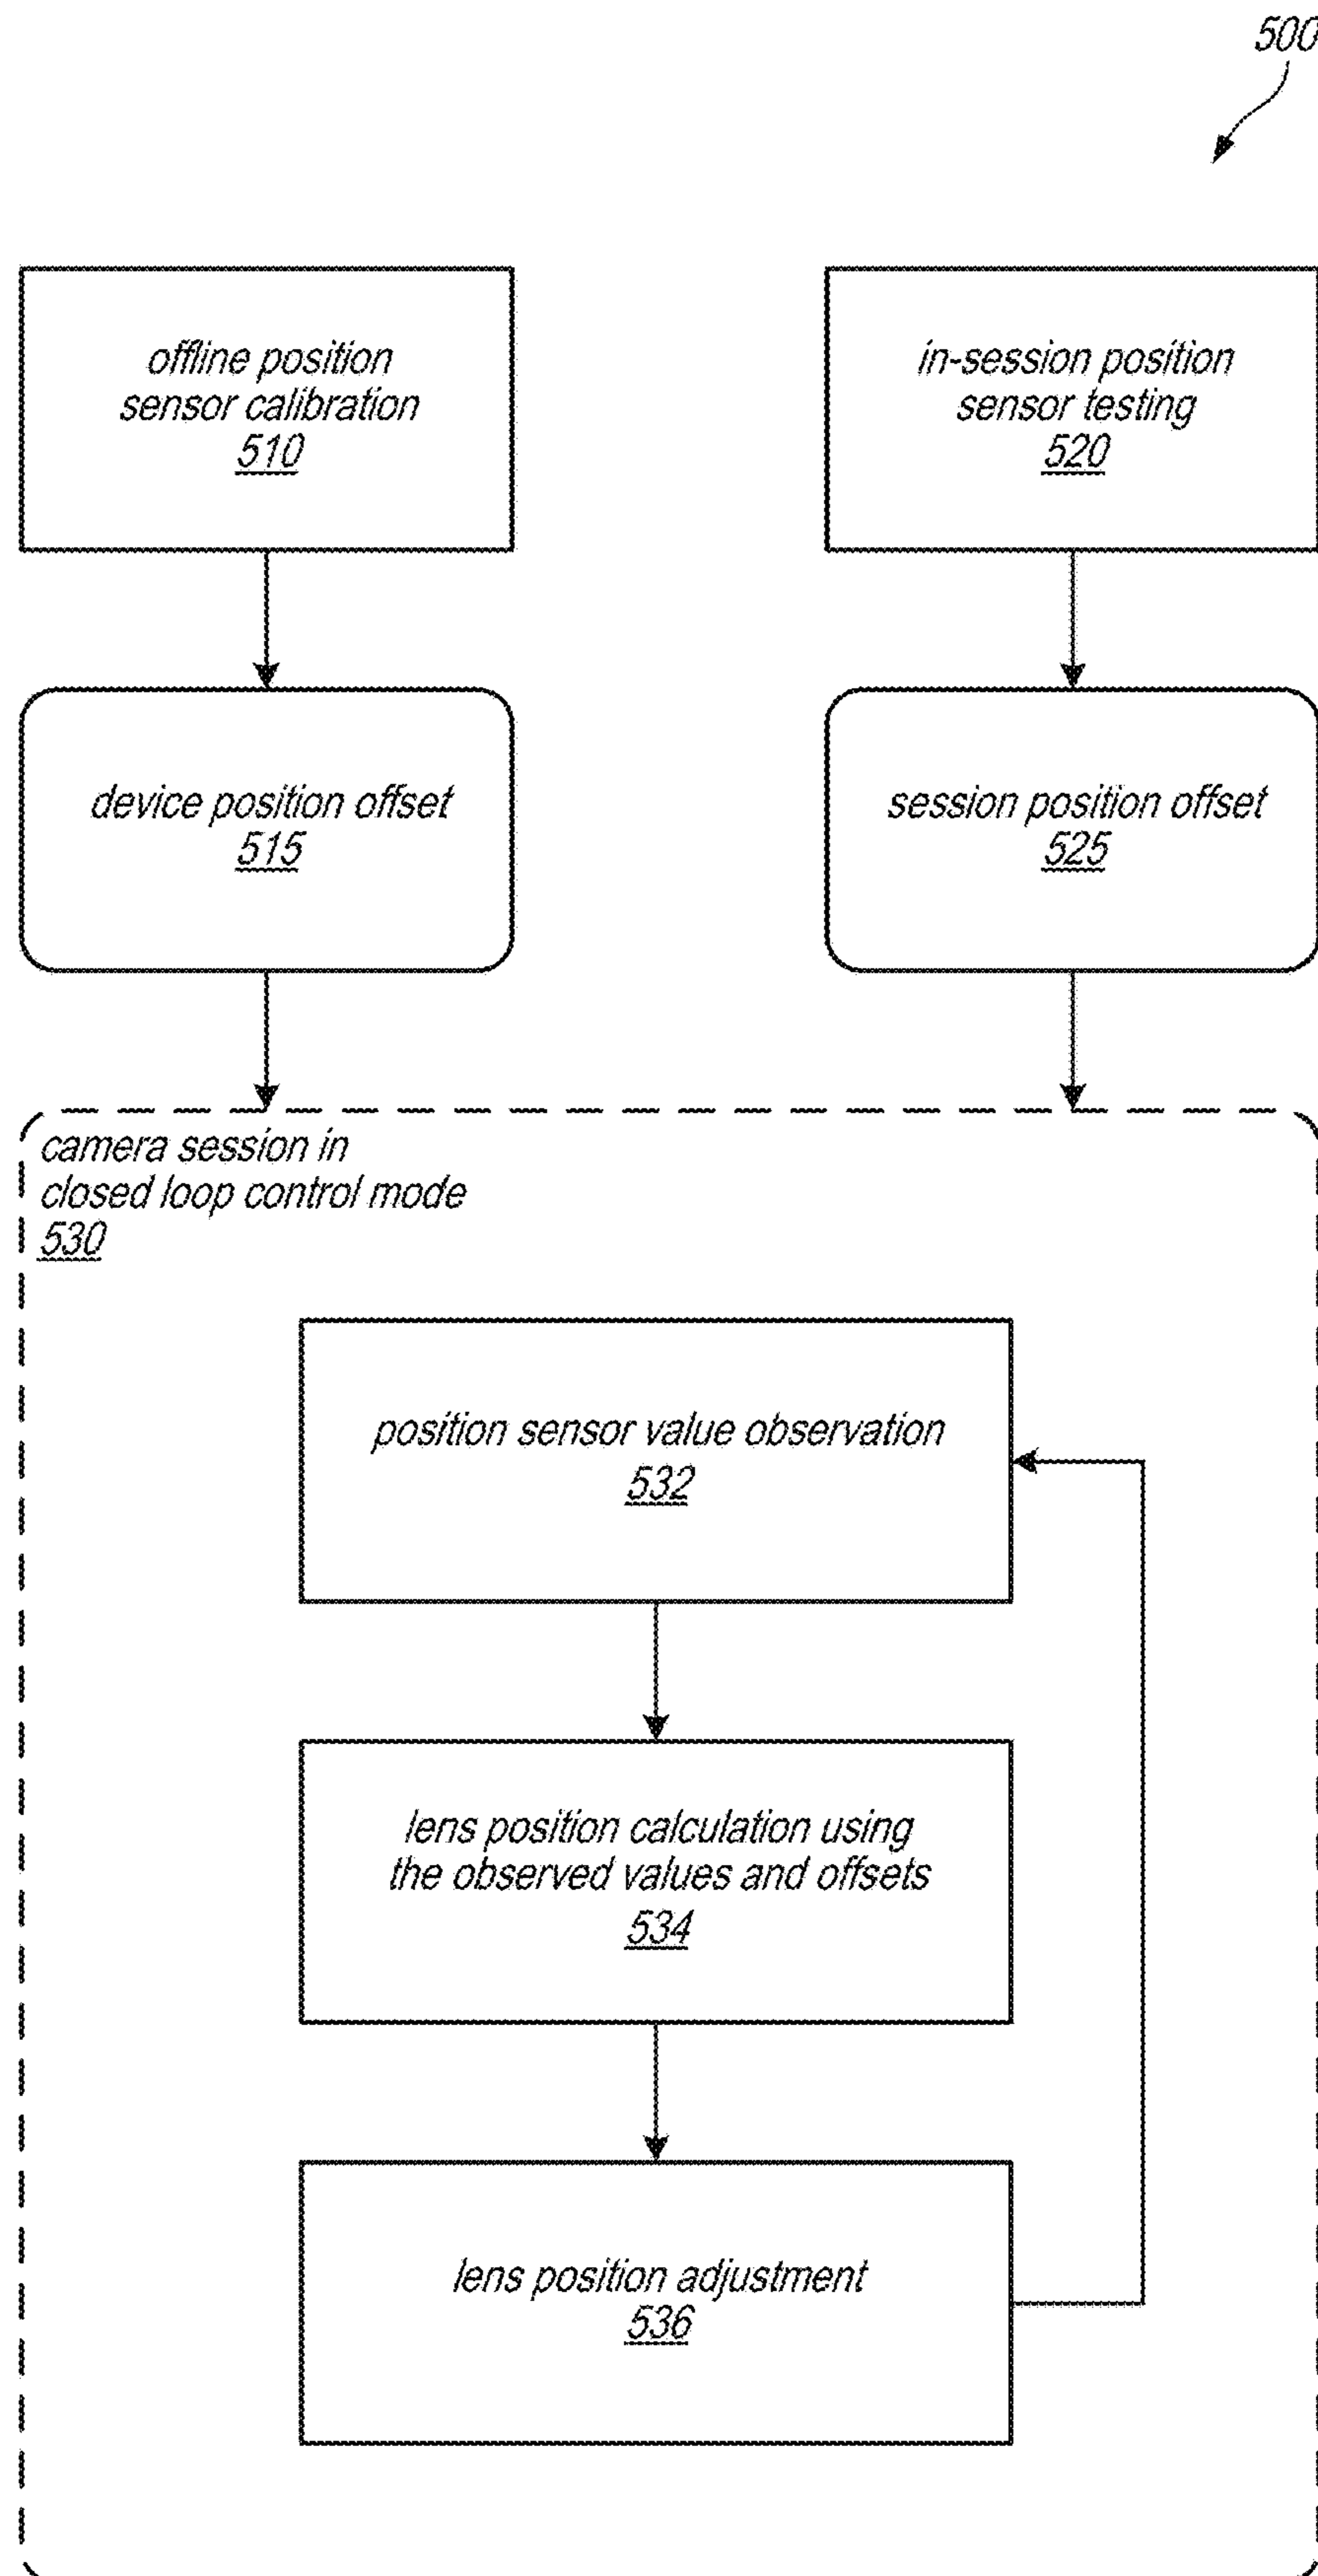 500
offline position
sensor calibration
510
in-session position
sensor testing
520
device position offset
515
session position offset
525
camera session in
closed loop control mode
530
position sensor value observation
532
lens position calculation using
the observed values and offsets
534
lens position adjustment
536